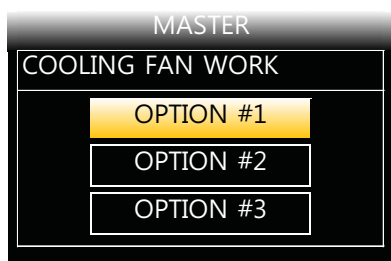 MASTER
COOLING FAN WORK
OPTION #1
OPTION #2
OPTION #3